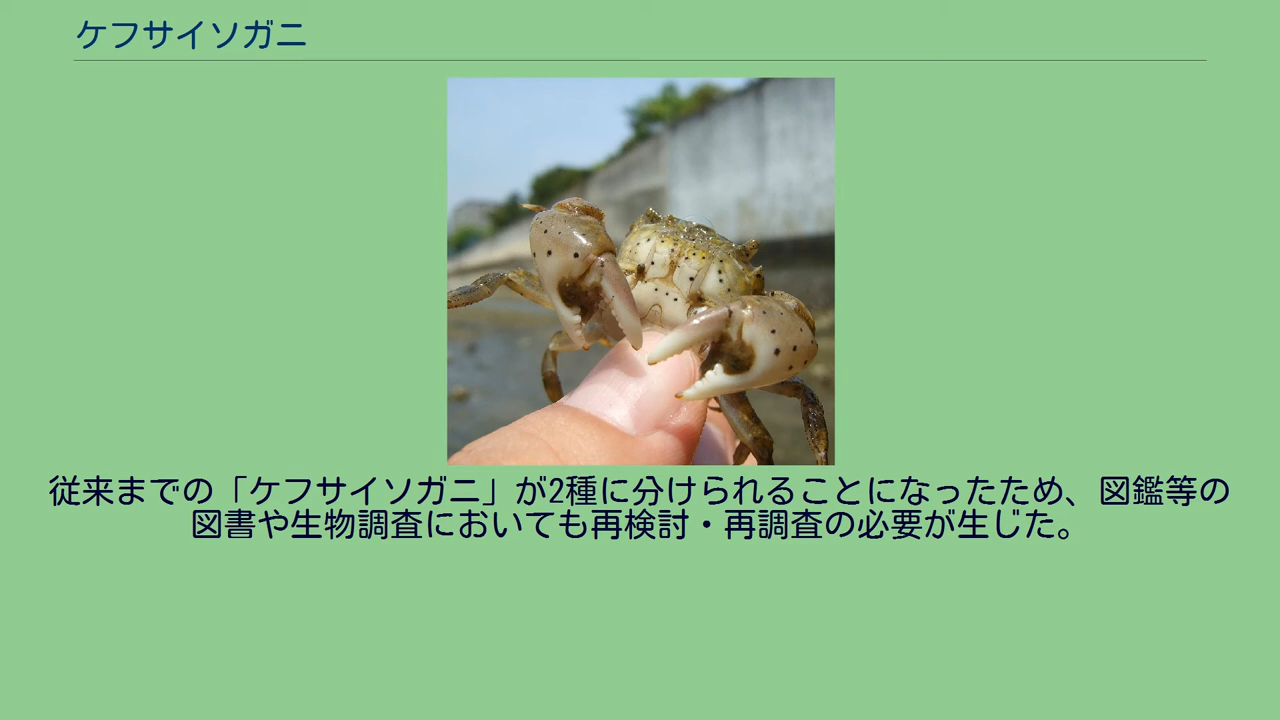 ケフサイソガニ
従来までの「ケフサイソガニ」が2種に分けられることになったため、図鑑等の
図書や生物調査においても再検討・再調査の必要が生じた。